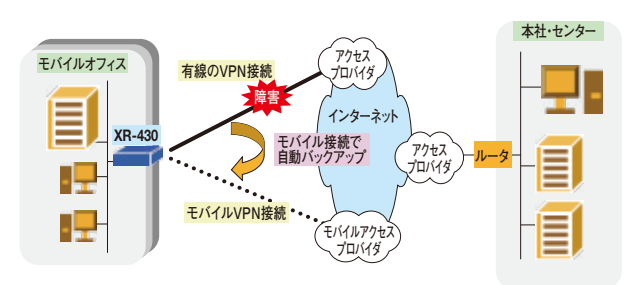 モバイルオフィス
XR-430
有線のVPN接続
障害
モバイル接続で
自動バックアップ
モバイルVPN接続
アクセス
プロバイダ
インターネット
モバイルアクセス
プロバイダ
アクセス
プロバイダ
ルータ
本社・センター